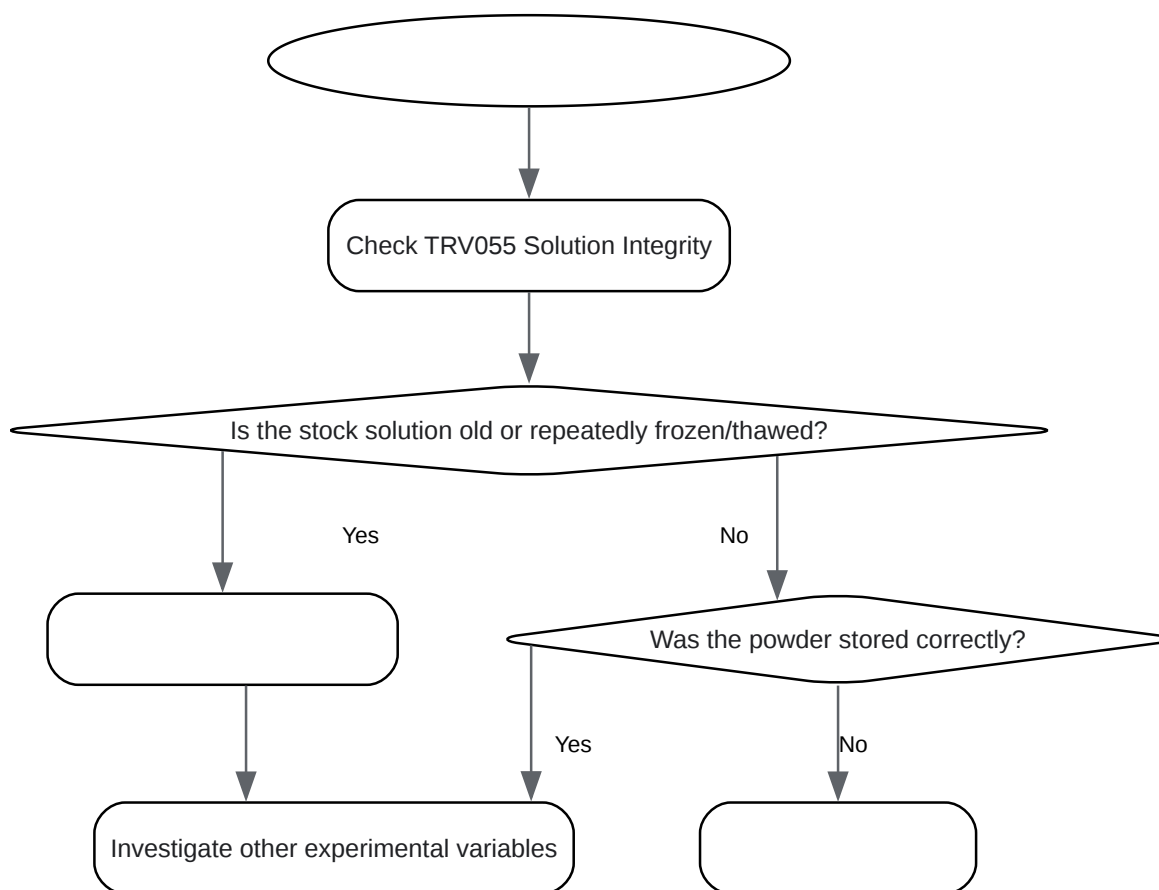 Check TRV055 Solution Integrity
Is the stock solution old or repeatedly frozen/thawed?
Yes
No
Was the powder stored correctly?
Yes
No
Investigate other experimental variables